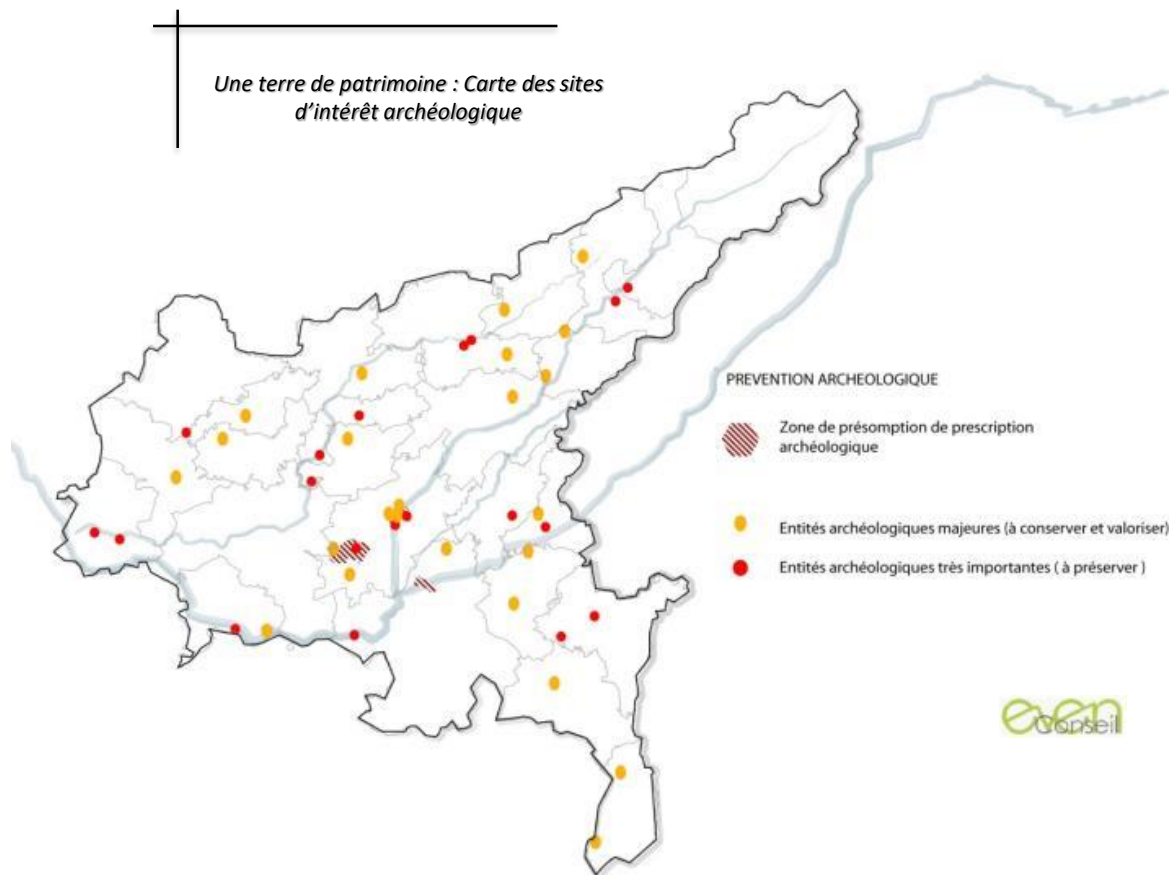 Une terre de patrimoine : Carte des sites
d'intérêt archéologique
PREVENTION ARCHEOLOGIQUE
Zone de présomption de prescription
archéologique
Entités archéologiques majeures (à conserver et valoriser)
Entités archéologiques très importantes ( à préserver )
even
Conseil